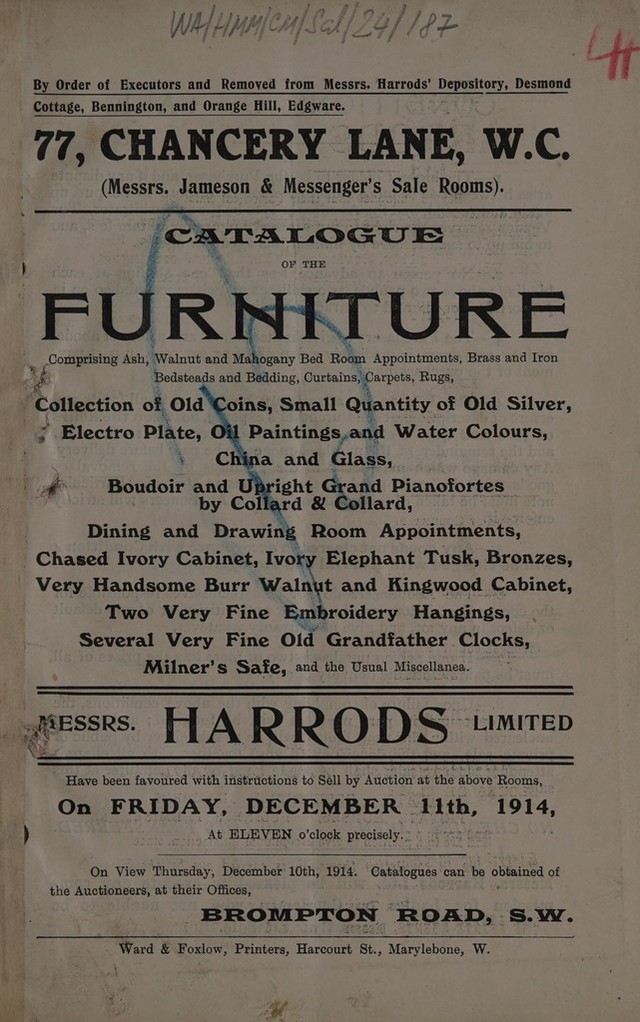 WA/HMM/CM/Sal/24/187
By Order of Executors and Removed from Messrs. Harrods' Depository, Desmond
Cottage, Bennington, and Orange Hill, Edgware.
77, CHANCERY LANE, W.C.
(Messrs. Jameson & Messenger's Sale Rooms).
CATALOGUE
OF THE
FURNITURE
Comprising Ash, Walnut and Mahogany Bed Room Appointments, Brass and Iron
Bedsteads and Bedding, Curtains, Carpets, Rugs,
Collection of Old Coins, Small Quantity of Old Silver,
Electro Plate, Oil Paintings and Water Colours,
China and Glass,
Boudoir and Upright Grand Pianofortes
by Collard & Collard,
Dining and Drawing Room Appointments,
Chased Ivory Cabinet, Ivory Elephant Tusk, Bronzes,
Very Handsome Burr Walnut and Kingwood Cabinet,
Two Very Fine Embroidery Hangings,
Several Very Fine Old Grandfather Clocks,
Milner's Safe, and the Usual Miscellanea.
MESSRS. HARRODS LIMITED
Have been favoured with instructions to Sell by Auction at the above Rooms,
On FRIDAY, DECEMBER 11th, 1914,
At ELEVEN o'clock precisely.
On View Thursday, December 10th, 1914. Catalogues can be obtained of
the Auctioneers, at their Offices,
BROMPTON ROAD, S.W.
Ward & Foxlow, Printers, Harcourt St., Marylebone, W.